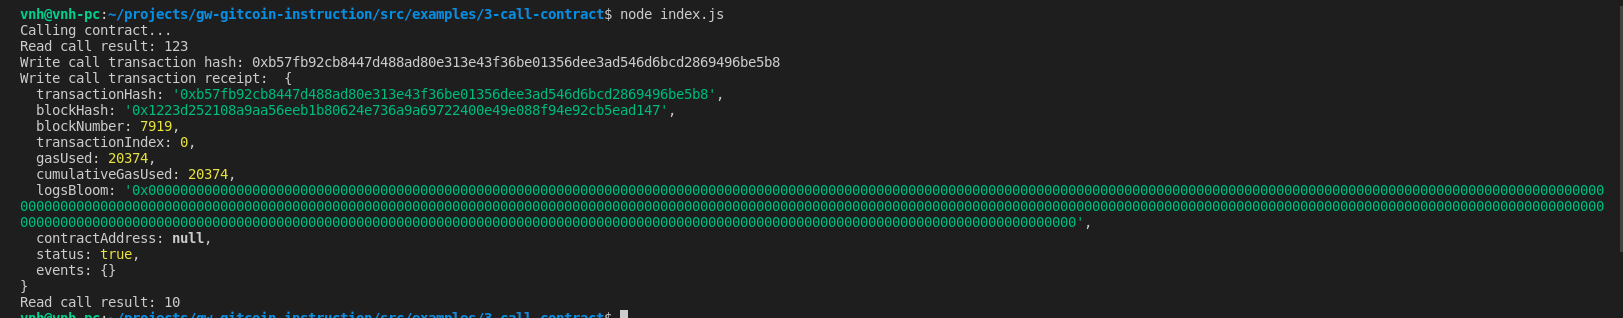 vnh@vnh-pc:~/projects/gw-gitcoin-instruction/src/examples/3-call-contract$ node index.js
Calling contract...
Read call result: 123
Write call transaction hash: 0xb57fb92cb8447d488ad80e313e43f36be01356dee3ad546d6bcd2869496be5b8
Write call transaction receipt:  {
  transactionHash: '0xb57fb92cb8447d488ad80e313e43f36be01356dee3ad546d6bcd2869496be5b8',
  blockHash: '0x1223d252108a9aa56eeb1b80624e736a9a69722400e49e088f94e92cb5ead147',
  blockNumber: 7919,
  transactionIndex: 0,
  gasUsed: 20374,
  cumulativeGasUsed: 20374,
  logsBloom: '0x00000000000000000000000000000000000000000000000000000000000000000000000000000000000000000000000000000000000000000000000000000000000000000000000000000000000000000000000000000000000000
000000000000000000000000000000000000000000000000000000000000000000000000000000000000000000000000000000000000000000000000000000000000000000000000000000000000000000000000000000000000000000000000000000
000000000000000000000000000000000000000000000000000000000000000000000000000000000000000000000000000000000000000000000000000000000000',
  contractAddress: null,
  status: true,
  events: {}
}
Read call result: 10
vnh@vnh-pc:~/projects/gw-gitcoin-instruction/src/examples/3-call-contract$